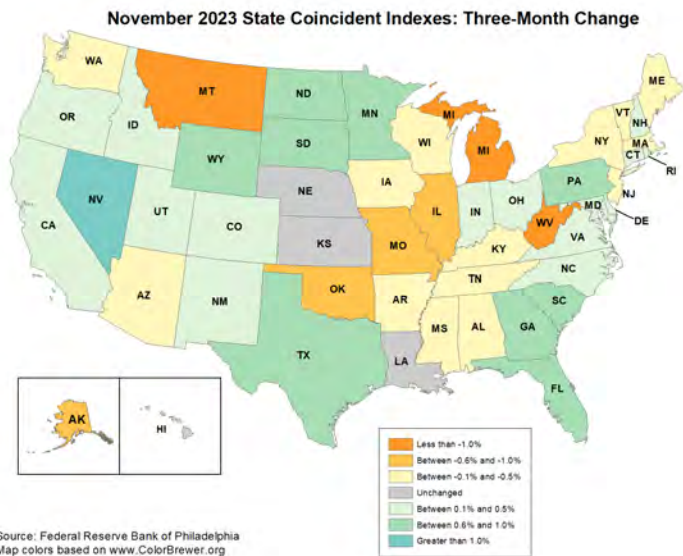 November 2023 State Coincident Indexes: Three-Month Change
WA
MT
ND
MN
ME
OR
ID
SD
WI
MI
MI
VT
NH
NY
MA
CT
RI
WY
NE
IA
PA
NJ
NV
UT
CO
KS
MO
IL
IN
OH
WV
MD
DE
VA
CA
KY
NC
AZ
NM
OK
AR
TN
SC
TX
LA
MS
AL
GA
FL
AK
HI
Less than -1.0%
Between -0.6% and -1.0%
Between -0.1% and -0.5%
Unchanged
Between 0.1% and 0.5%
Between 0.6% and 1.0%
Greater than 1.0%
Source: Federal Reserve Bank of Philadelphia
Map colors based on www.ColorBrewer.org